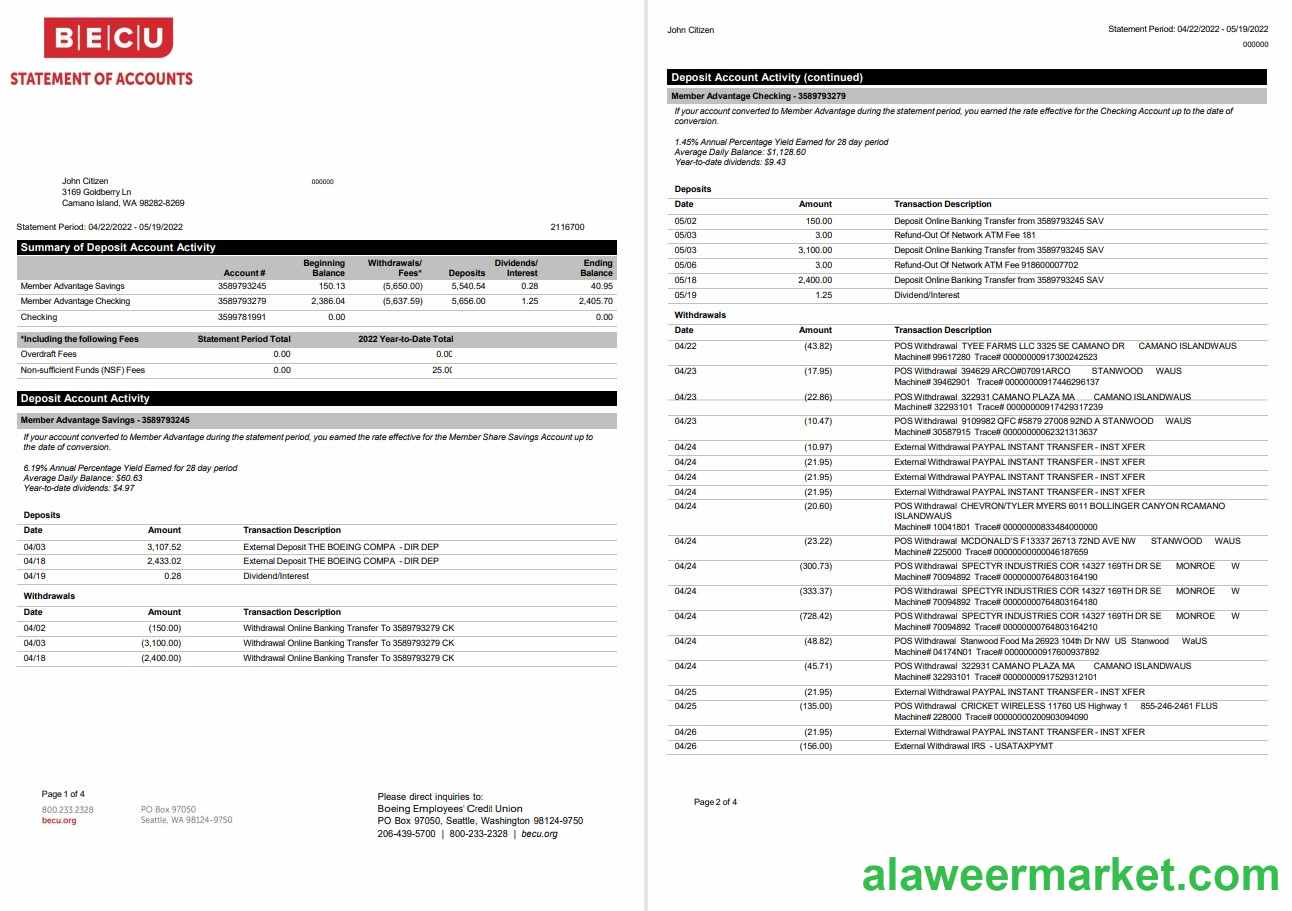 BECU
STATEMENT OF ACCOUNTS
John Citizen
3169 Goldberry Ln
Camano Island, WA 98282-8269
000000
Statement Period: 04/22/2022 - 05/19/2022 2116700
Summary of Deposit Account Activity
Beginning Withdrawals/ Dividends/ Ending
Account # Balance Fees* Deposits Interest Balance
Member Advantage Savings 3589793245 150.13 (5,650.00) 5,540.54 0.28 40.95
Member Advantage Checking 3589793279 2,386.04 (5,637.59) 5,656.00 1.25 2,405.70
Checking 3599781991 0.00 0.00
*Including the following Fees Statement Period Total 2022 Year-to-Date Total
Overdraft Fees 0.00 0.00
Non-sufficient Funds (NSF) Fees 0.00 25.00
Deposit Account Activity
Member Advantage Savings - 3589793245
If your account converted to Member Advantage during the statement period, you earned the rate effective for the Member Share Savings Account up to
the date of conversion.
6.19% Annual Percentage Yield Earned for 28 day period
Average Daily Balance: $60.63
Year-to-date dividends: $4.97
Deposits
Date Amount Transaction Description
04/03 3,107.52 External Deposit THE BOEING COMPA - DIR DEP
04/18 2,433.02 External Deposit THE BOEING COMPA - DIR DEP
04/19 0.28 Dividend/Interest
Withdrawals
Date Amount Transaction Description
04/02 (150.00) Withdrawal Online Banking Transfer To 3589793279 CK
04/03 (3,100.00) Withdrawal Online Banking Transfer To 3589793279 CK
04/18 (2,400.00) Withdrawal Online Banking Transfer To 3589793279 CK
Page 1 of 4
800.233.2328 PO Box 97050
becu.org Seattle, WA 98124-9750
Please direct inquiries to:
Boeing Employees' Credit Union
PO Box 97050, Seattle, Washington 98124-9750
206-439-5700 | 800-233-2328 | becu.org
John Citizen Statement Period: 04/22/2022 - 05/19/2022
000000
Deposit Account Activity (continued)
Member Advantage Checking - 3589793279
If your account converted to Member Advantage during the statement period, you earned the rate effective for the Checking Account up to the date of
conversion.
1.45% Annual Percentage Yield Earned for 28 day period
Average Daily Balance: $1,128.60
Year-to-date dividends: $9.43
Deposits
Date Amount Transaction Description
05/02 150.00 Deposit Online Banking Transfer from 3589793245 SAV
05/03 3.00 Refund-Out Of Network ATM Fee 181
05/03 3,100.00 Deposit Online Banking Transfer from 3589793245 SAV
05/06 3.00 Refund-Out Of Network ATM Fee 918600007702
05/18 2,400.00 Deposit Online Banking Transfer from 3589793245 SAV
05/19 1.25 Dividend/Interest
Withdrawals
Date Amount Transaction Description
04/22 (43.82) POS Withdrawal TYEE FARMS LLC 3325 SE CAMANO DR CAMANO ISLANDWAUS
Machine# 99617280 Trace# 00000000917300242523
04/23 (17.95) POS Withdrawal 394629 ARCO#07091ARCO STANWOOD WAUS
Machine# 39462901 Trace# 00000000917446296137
04/23 (22.86) POS Withdrawal 322931 CAMANO PLAZA MA CAMANO ISLANDWAUS
Machine# 32293101 Trace# 00000000917429317239
04/23 (10.47) POS Withdrawal 9109982 QFC #5879 27008 92ND A STANWOOD WAUS
Machine# 30587915 Trace# 00000000062321313637
04/24 (10.97) External Withdrawal PAYPAL INSTANT TRANSFER - INST XFER
04/24 (21.95) External Withdrawal PAYPAL INSTANT TRANSFER - INST XFER
04/24 (21.95) External Withdrawal PAYPAL INSTANT TRANSFER - INST XFER
04/24 (21.95) External Withdrawal PAYPAL INSTANT TRANSFER - INST XFER
04/24 (20.60) POS Withdrawal CHEVRON/TYLER MYERS 6011 BOLLINGER CANYON RCAMANO
ISLANDWAUS
Machine# 10041801 Trace# 00000000833484000000
04/24 (23.22) POS Withdrawal MCDONALD'S F13337 26713 72ND AVE NW STANWOOD WAUS
Machine# 225000 Trace# 00000000000046187659
04/24 (300.73) POS Withdrawal SPECTYR INDUSTRIES COR 14327 169TH DR SE MONROE W
Machine# 70094892 Trace# 00000000764803164190
04/24 (333.37) POS Withdrawal SPECTYR INDUSTRIES COR 14327 169TH DR SE MONROE W
Machine# 70094892 Trace# 00000000764803164180
04/24 (728.42) POS Withdrawal SPECTYR INDUSTRIES COR 14327 169TH DR SE MONROE W
Machine# 70094892 Trace# 00000000764803164210
04/24 (48.82) POS Withdrawal Stanwood Food Ma 26923 104th Dr NW US Stanwood WaUS
Machine# 04174N01 Trace# 00000000917600937892
04/24 (45.71) POS Withdrawal 322931 CAMANO PLAZA MA CAMANO ISLANDWAUS
Machine# 32293101 Trace# 00000000917529312101
04/25 (21.95) External Withdrawal PAYPAL INSTANT TRANSFER - INST XFER
04/25 (135.00) POS Withdrawal CRICKET WIRELESS 11760 US Highway 1 855-246-2461 FLUS
Machine# 228000 Trace# 00000000200903094090
04/26 (21.95) External Withdrawal PAYPAL INSTANT TRANSFER - INST XFER
04/26 (156.00) External Withdrawal IRS - USATAXPYMT
Page 2 of 4
alaweermarket.com